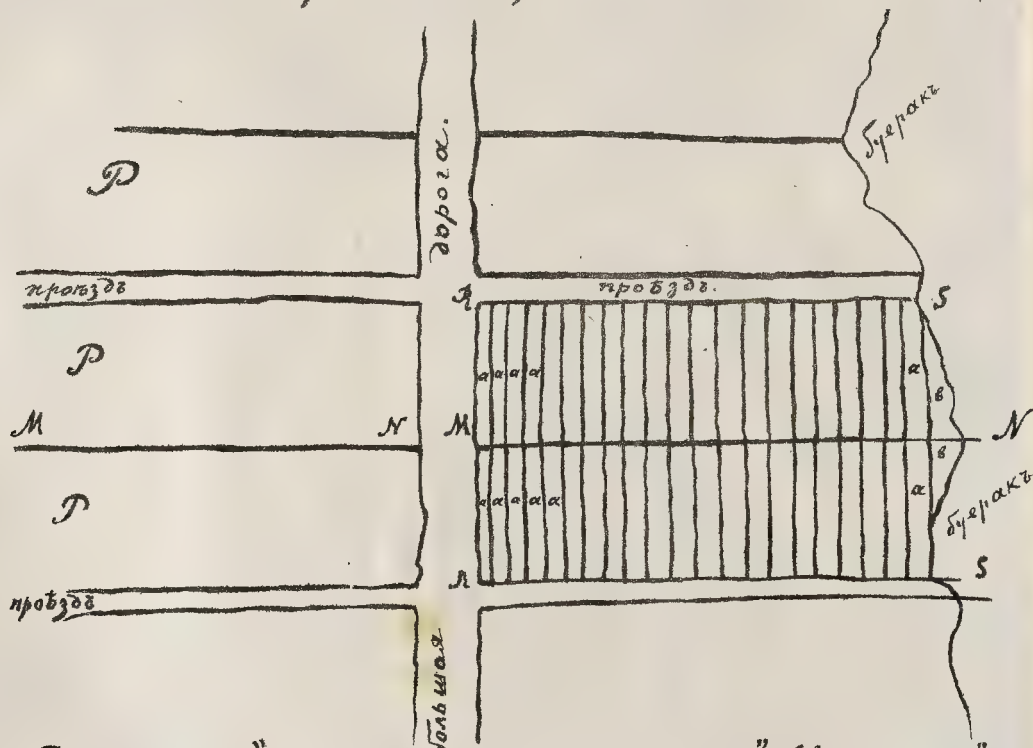 буеракъ
дорога.
Р
проѣздъ
проѣздъ.
R
S
Р
а а а а
а
в
М
N
М
N
в
Р
а а а а а
а
буеракъ
R
S
проѣздъ
большая